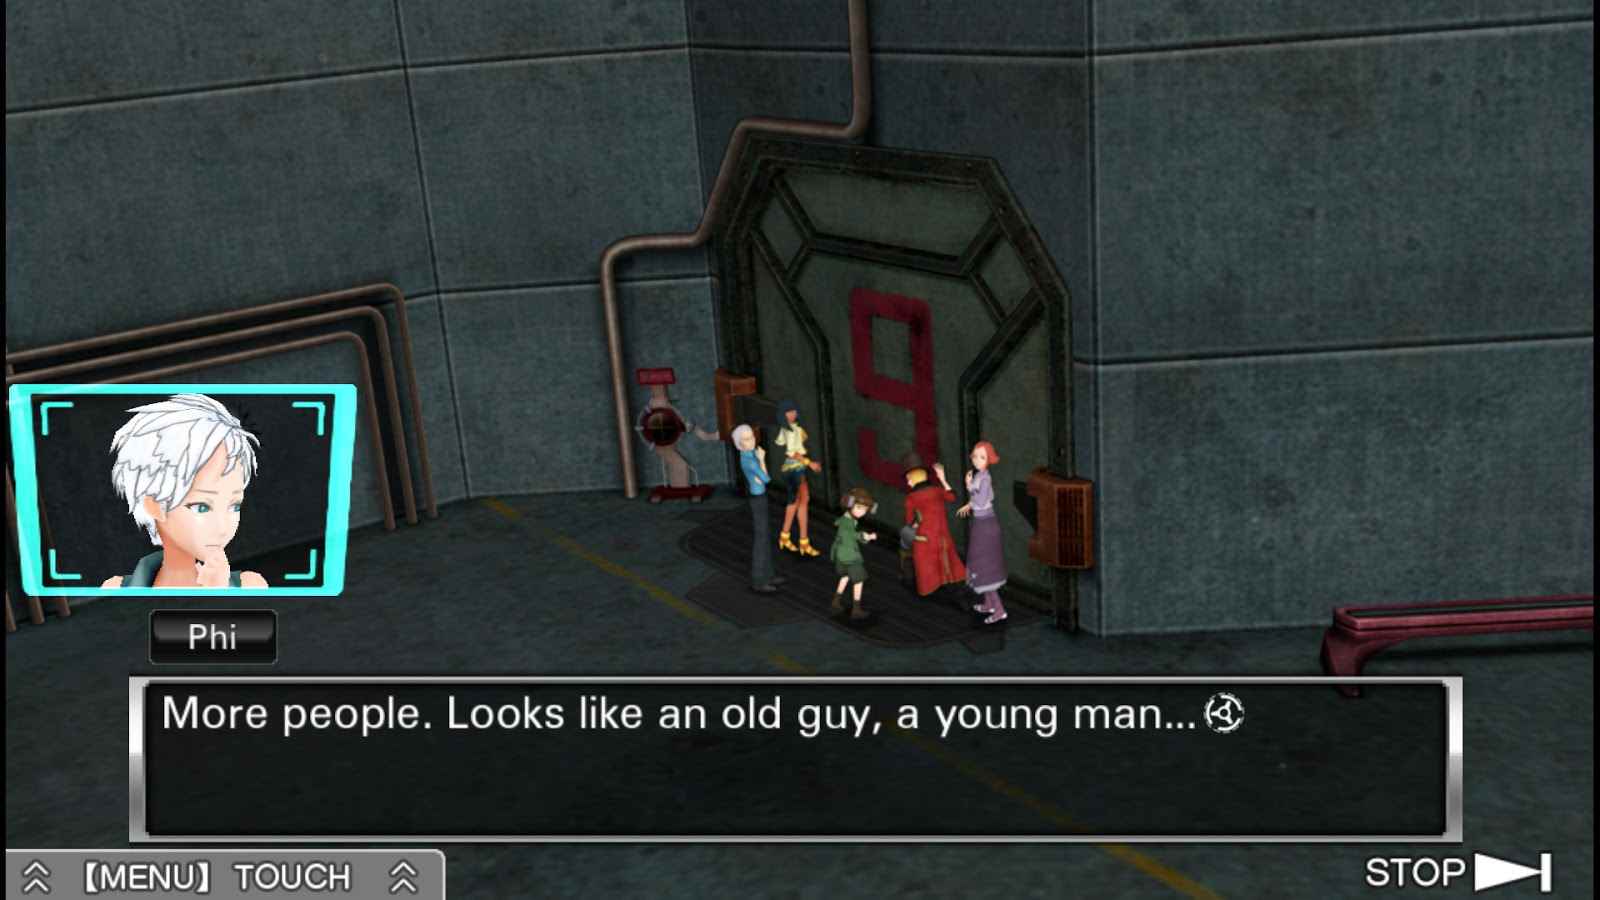 9
Phi
More people. Looks like an old guy, a young man...
【MENU】 TOUCH
STOP